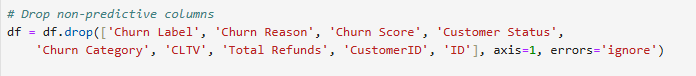 # Drop non-predictive columns
df = df.drop(['Churn Label', 'Churn Reason', 'Churn Score', 'Customer Status',
    'Churn Category', 'CLTV', 'Total Refunds', 'CustomerID', 'ID'], axis=1, errors='ignore')